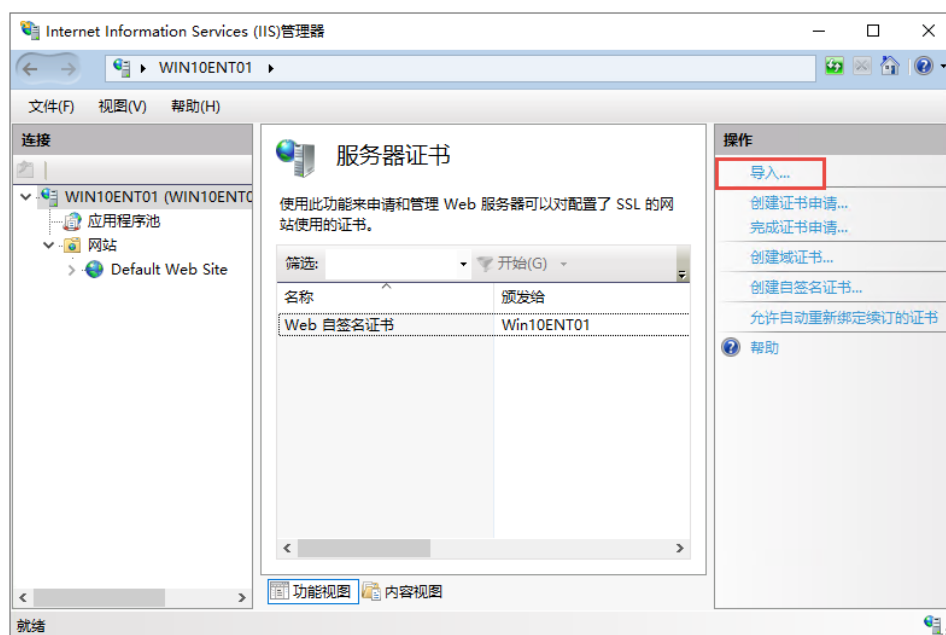 Internet Information Services (IIS)管理器
WIN10ENT01
文件(F) 视图(V) 帮助(H)
连接
WIN10ENT01 (WIN10ENTC
应用程序池
网站
Default Web Site
服务器证书
使用此功能来申请和管理 Web 服务器可以对配置了 SSL 的网
站使用的证书。
筛选: 开始(G)
名称 颁发给
Web 自签名证书 Win10ENT01
功能视图 内容视图
操作
导入...
创建证书申请...
完成证书申请...
创建域证书...
创建自签名证书...
允许自动重新绑定续订的证书
帮助
就绪